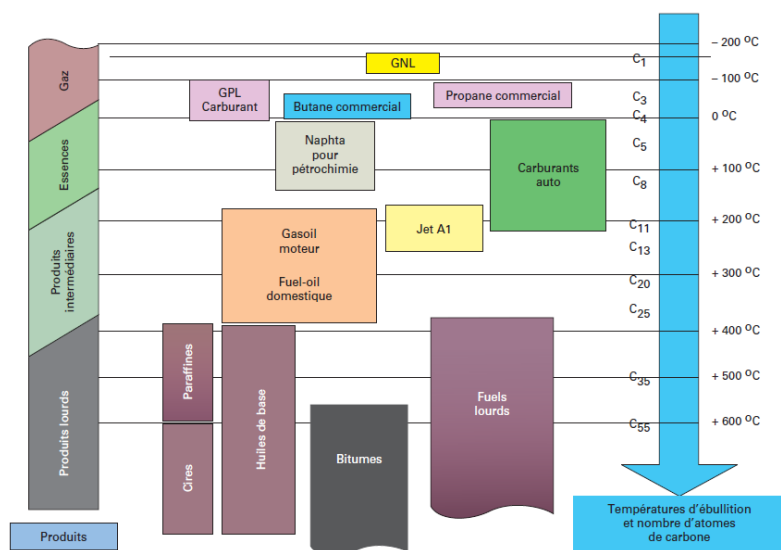 Gaz
Essences
Produits
intermédiaires
Produits lourds
Produits
GNL
GPL
Carburant
Butane commercial
Propane commercial
Naphta
pour
pétrochimie
Carburants
auto
Gasoil
moteur
Fuel-oil
domestique
Jet A1
Paraffines
Cires
Huiles de base
Bitumes
Fuels
lourds
C1
C3
C4
C5
C8
C11
C13
C20
C25
C35
C55
– 200 °C
– 100 °C
0 °C
+ 100 °C
+ 200 °C
+ 300 °C
+ 400 °C
+ 500 °C
+ 600 °C
Températures d'ébullition
et nombre d'atomes
de carbone